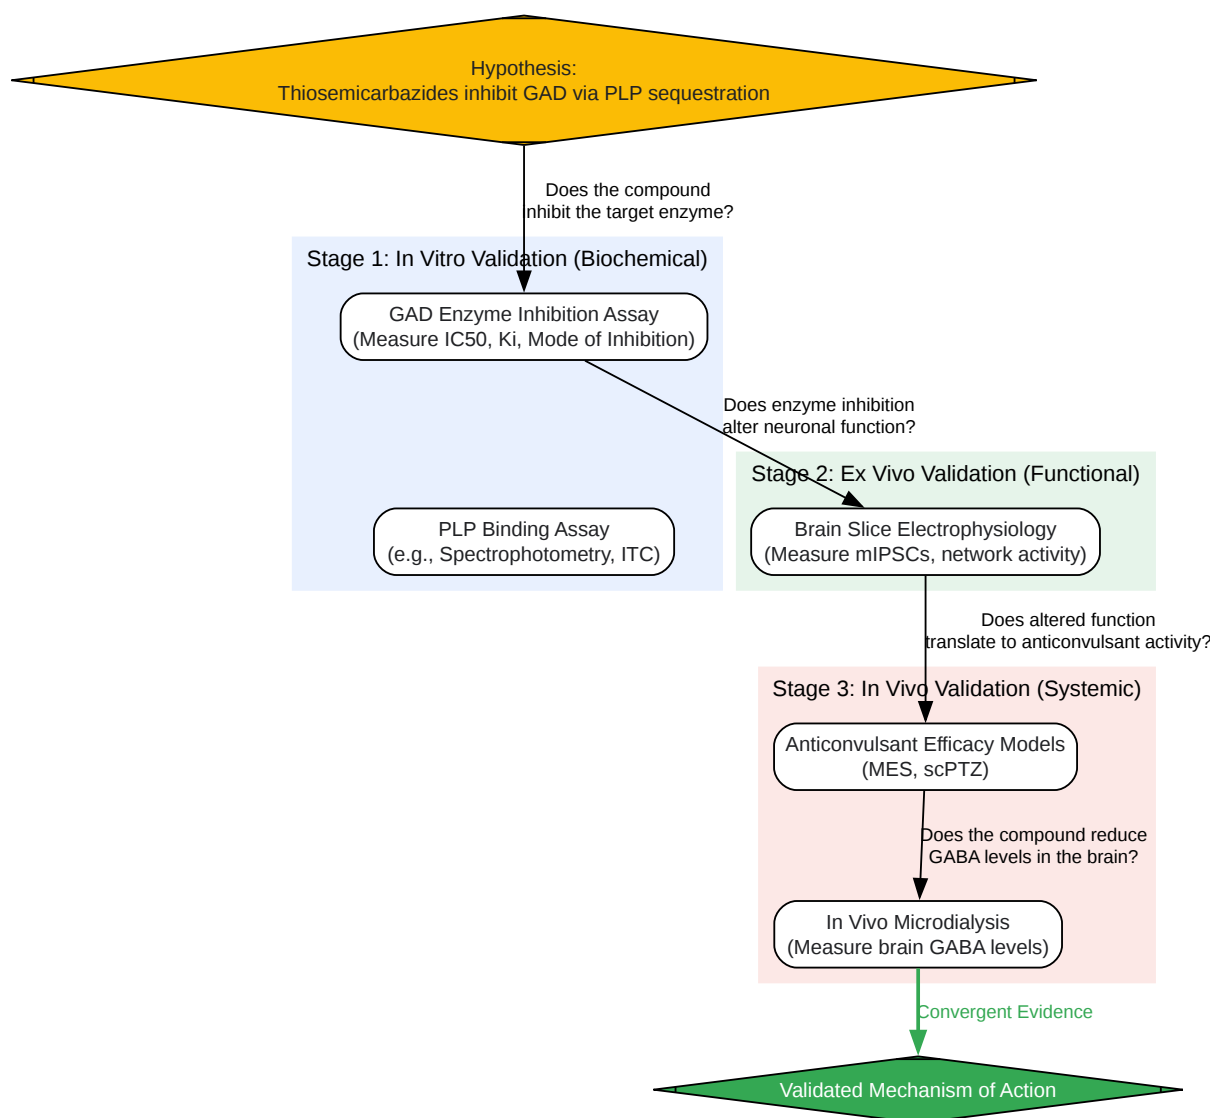 Hypothesis:
Thiosemicarbazides inhibit GAD via PLP sequestration
Does the compound
inhibit the target enzyme?
Stage 1: In Vitro Validation (Biochemical)
GAD Enzyme Inhibition Assay
(Measure IC50, Ki, Mode of Inhibition)
Does enzyme inhibition
alter neuronal function?
Stage 2: Ex Vivo Validation (Functional)
PLP Binding Assay
(e.g., Spectrophotometry, ITC)
Brain Slice Electrophysiology
(Measure mIPSCs, network activity)
Does altered function
translate to anticonvulsant activity?
Stage 3: In Vivo Validation (Systemic)
Anticonvulsant Efficacy Models
(MES, scPTZ)
Does the compound reduce
GABA levels in the brain?
In Vivo Microdialysis
(Measure brain GABA levels)
Convergent Evidence
Validated Mechanism of Action